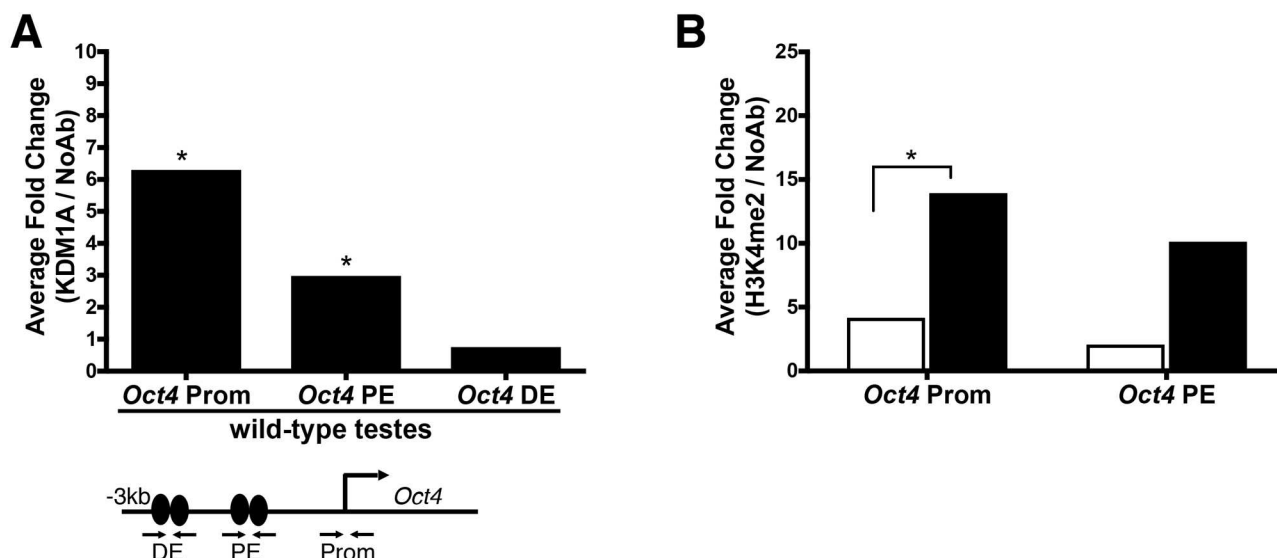 A
Average Fold Change
(KDM1A / NoAb)
10
9
8
7
6
5
4
3
2
1
0
*
*
Oct4 Prom
Oct4 PE
Oct4 DE
wild-type testes
-3kb
Oct4
DE
PE
Prom
B
Average Fold Change
(H3K4me2 / NoAb)
25
20
15
10
5
0
*
Oct4 Prom
Oct4 PE